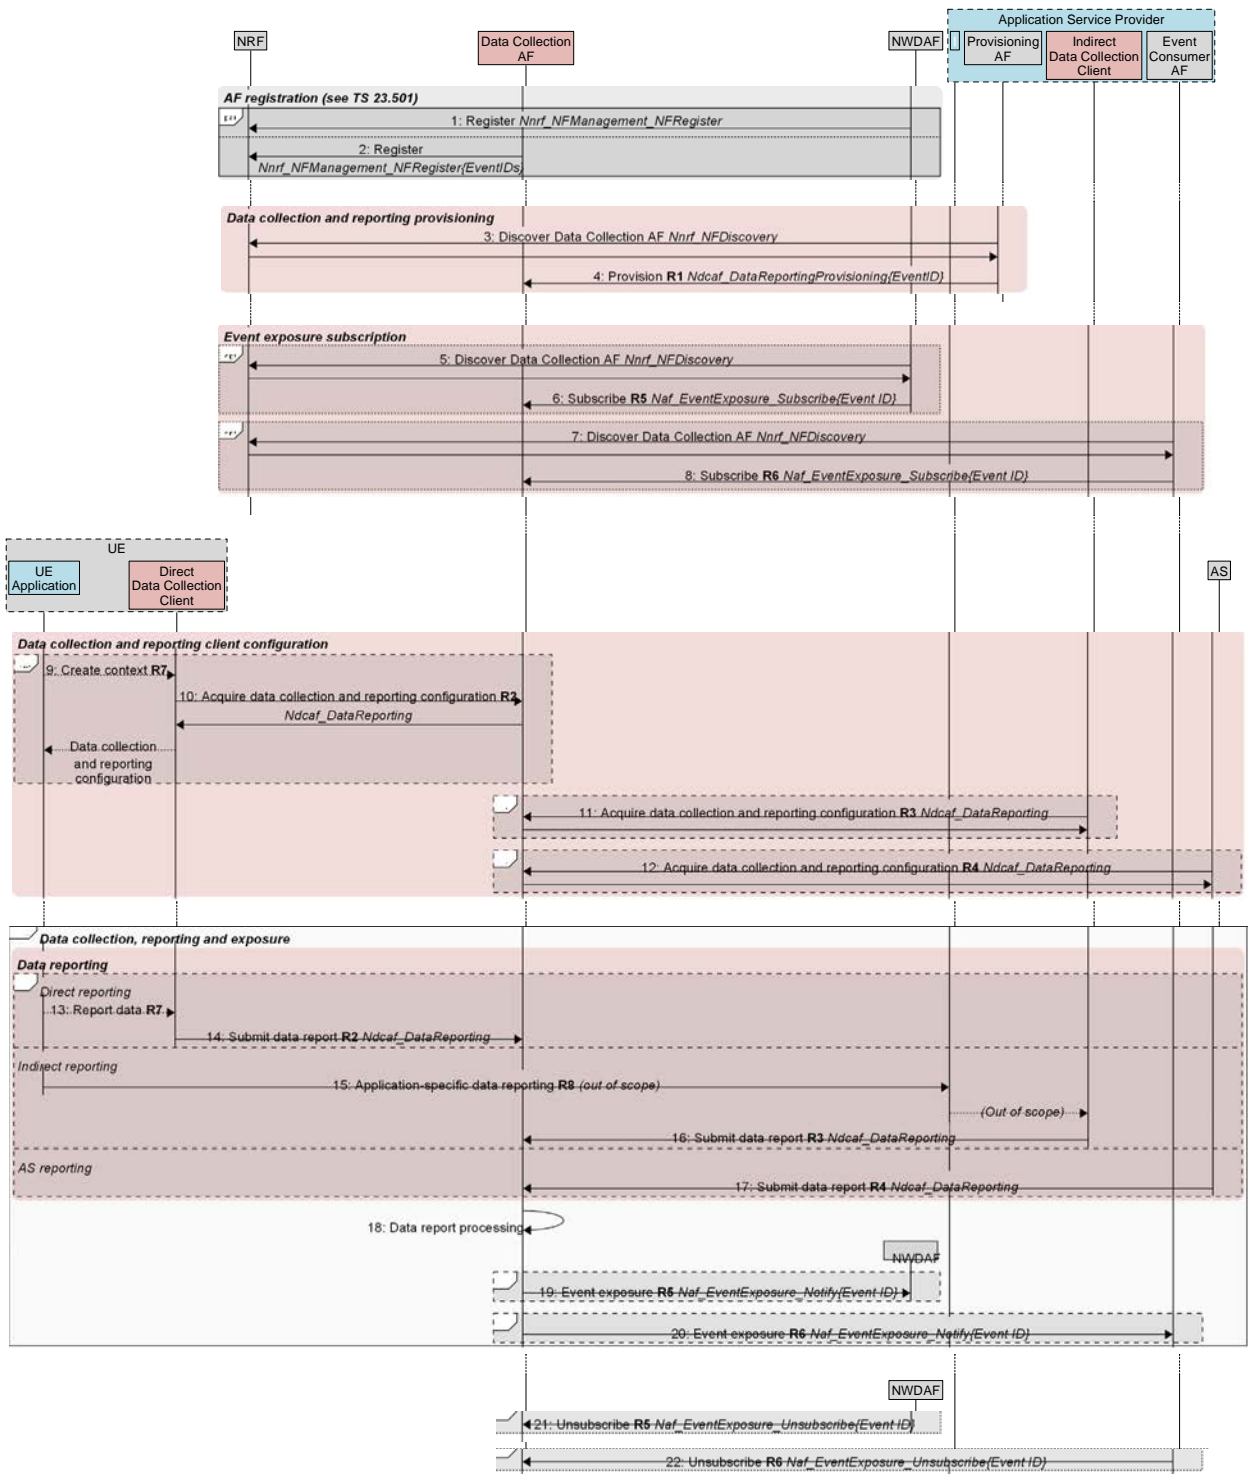 Application Service Provider
NRF
Data Collection
AF
NWDAF
Provisioning
AF
Indirect
Data Collection
Client
Event
Consumer
AF
AF registration (see TS 23.501)
1: Register Nnrf_NFManagement_NFRegister
2: Register
Nnrf_NFManagement_NFRegister{EventIDs}
Data collection and reporting provisioning
3: Discover Data Collection AF Nnrf_NFDiscovery
4: Provision R1 Ndcaf_DataReportingProvisioning{EventID}
Event exposure subscription
5: Discover Data Collection AF Nnrf_NFDiscovery
6: Subscribe R5 Naf_EventExposure_Subscribe{Event ID}
7: Discover Data Collection AF Nnrf_NFDiscovery
8: Subscribe R6 Naf_EventExposure_Subscribe{Event ID}
UE
UE
Application
Direct
Data Collection
Client
AS
Data collection and reporting client configuration
9: Create context R7
10: Acquire data collection and reporting configuration R2
Ndcaf_DataReporting
Data collection
and reporting
configuration
11: Acquire data collection and reporting configuration R3 Ndcaf_DataReporting
12: Acquire data collection and reporting configuration R4 Ndcaf_DataReporting
Data collection, reporting and exposure
Data reporting
Direct reporting
13: Report data R7
14: Submit data report R2 Ndcaf_DataReporting
Indirect reporting
15: Application-specific data reporting R8 (out of scope)
(Out of scope)
16: Submit data report R3 Ndcaf_DataReporting
AS reporting
17: Submit data report R4 Ndcaf_DataReporting
18: Data report processing
NWDAF
19: Event exposure R5 Naf_EventExposure_Notify{Event ID}
20: Event exposure R6 Naf_EventExposure_Notify{Event ID}
NWDAF
21: Unsubscribe R5 Naf_EventExposure_Unsubscribe{Event ID}
22: Unsubscribe R6 Naf_EventExposure_Unsubscribe{Event ID}